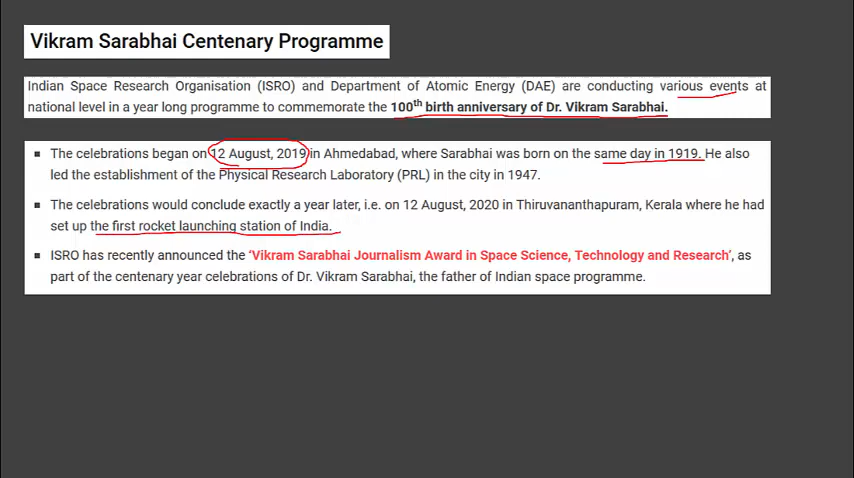 Vikram Sarabhai Centenary Programme
Indian Space Research Organisation (ISRO) and Department of Atomic Energy (DAE) are conducting various events at
national level in a year long programme to commemorate the 100th birth anniversary of Dr. Vikram Sarabhai.
▪ The celebrations began on 12 August, 2019 in Ahmedabad, where Sarabhai was born on the same day in 1919. He also
led the establishment of the Physical Research Laboratory (PRL) in the city in 1947.
▪ The celebrations would conclude exactly a year later, i.e. on 12 August, 2020 in Thiruvananthapuram, Kerala where he had
set up the first rocket launching station of India.
▪ ISRO has recently announced the ‘Vikram Sarabhai Journalism Award in Space Science, Technology and Research’, as
part of the centenary year celebrations of Dr. Vikram Sarabhai, the father of Indian space programme.